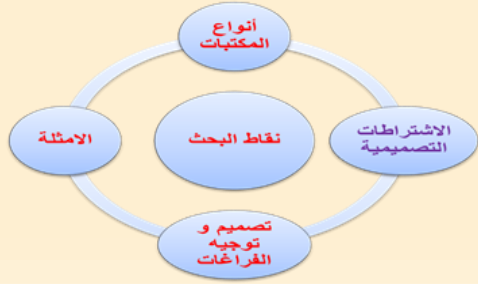 أنواع
المكتبات
الاشتراطات
التصميمية
نقاط البحث
الامثلة
تصميم و
توجيه
الفراغات